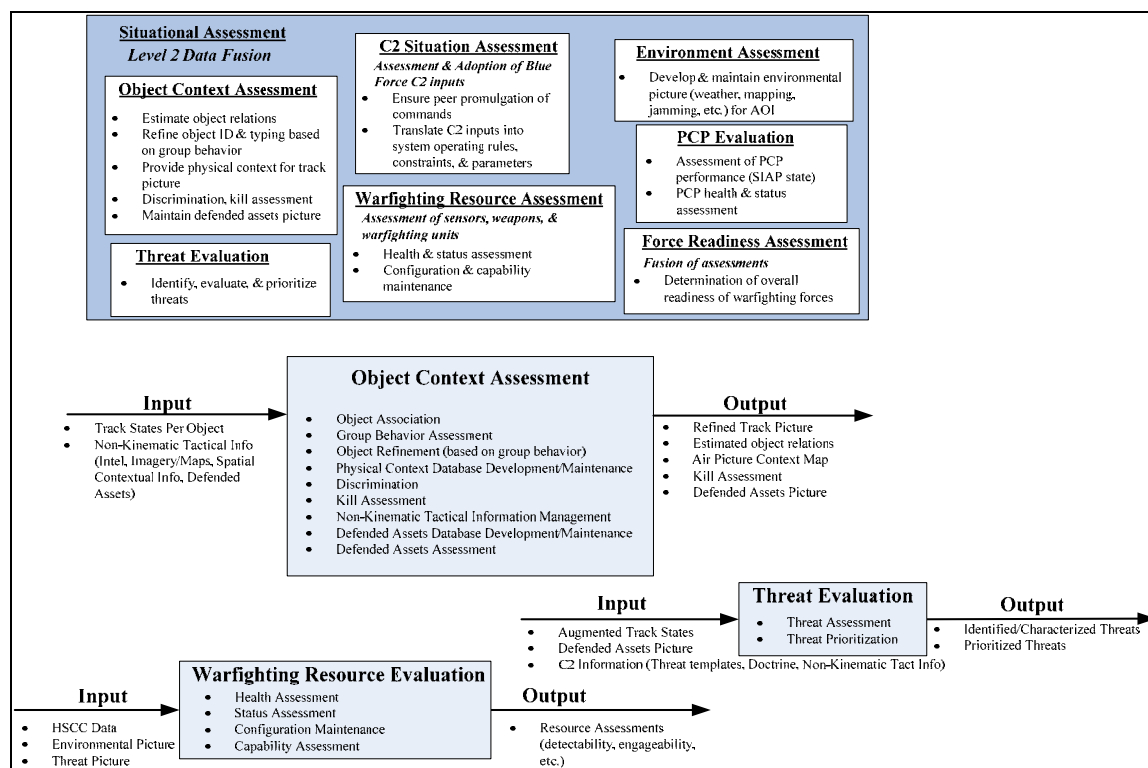 Situational Assessment
Level 2 Data Fusion
Object Context Assessment
• Estimate object relations
• Refine object ID & typing based
on group behavior
• Provide physical context for track
picture
• Discrimination, kill assessment
• Maintain defended assets picture
Threat Evaluation
• Identify, evaluate, & prioritize
threats
C2 Situation Assessment
Assessment & Adoption of Blue
Force C2 inputs
• Ensure peer promulgation of
commands
• Translate C2 inputs into
system operating rules,
constraints, & parameters
Warfighting Resource Assessment
Assessment of sensors, weapons, &
warfighting units
• Health & status assessment
• Configuration & capability
maintenance
Environment Assessment
• Develop & maintain environmental
picture (weather, mapping,
jamming, etc.) for AOI
PCP Evaluation
• Assessment of PCP
performance (SIAP state)
• PCP health & status
assessment
Force Readiness Assessment
Fusion of assessments
• Determination of overall
readiness of warfighting forces
Input
• Track States Per Object
• Non-Kinematic Tactical Info
(Intel, Imagery/Maps, Spatial
Contextual Info, Defended
Assets)
Object Context Assessment
• Object Association
• Group Behavior Assessment
• Object Refinement (based on group behavior)
• Physical Context Database Development/Maintenance
• Discrimination
• Kill Assessment
• Non-Kinematic Tactical Information Management
• Defended Assets Database Development/Maintenance
• Defended Assets Assessment
Output
• Refined Track Picture
• Estimated object relations
• Air Picture Context Map
• Kill Assessment
• Defended Assets Picture
Input
• Augmented Track States
• Defended Assets Picture
• C2 Information (Threat templates, Doctrine, Non-Kinematic Tact Info)
Threat Evaluation
• Threat Assessment
• Threat Prioritization
Output
• Identified/Characterized Threats
• Prioritized Threats
Input
• HSCC Data
• Environmental Picture
• Threat Picture
Warfighting Resource Evaluation
• Health Assessment
• Status Assessment
• Configuration Maintenance
• Capability Assessment
Output
• Resource Assessments
(detectability, engageability,
etc.)